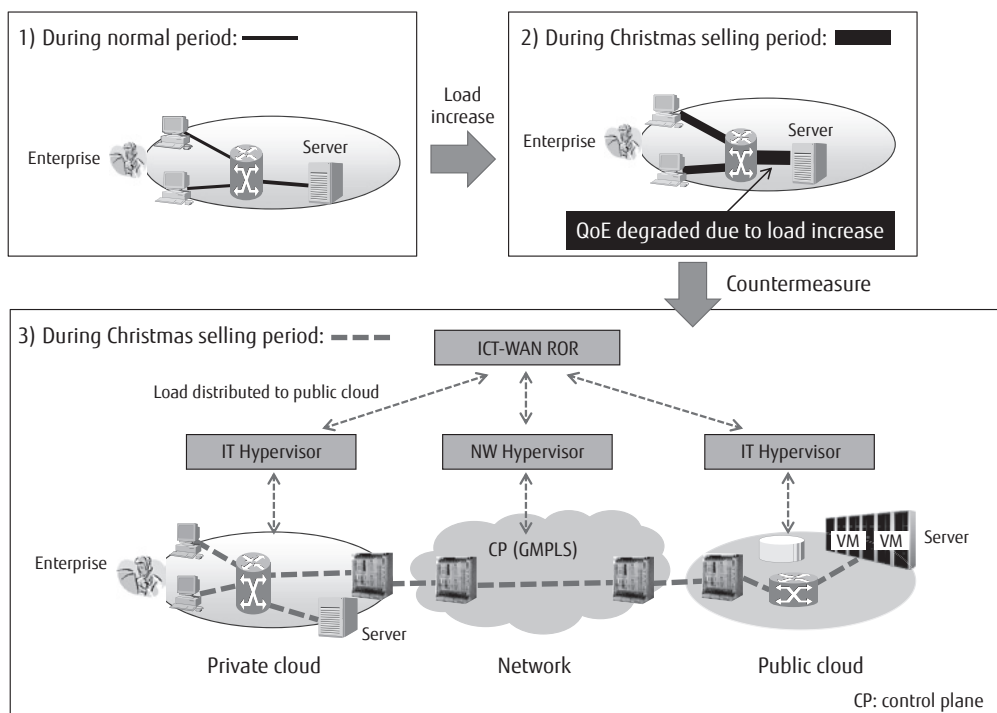 1) During normal period:
Enterprise
Server
Load
increase
2) During Christmas selling period:
Enterprise
Server
QoE degraded due to load increase
Countermeasure
3) During Christmas selling period:
ICT-WAN ROR
Load distributed to public cloud
IT Hypervisor
NW Hypervisor
IT Hypervisor
Enterprise
CP (GMPLS)
VM VM
Server
Server
Private cloud
Network
Public cloud
CP: control plane